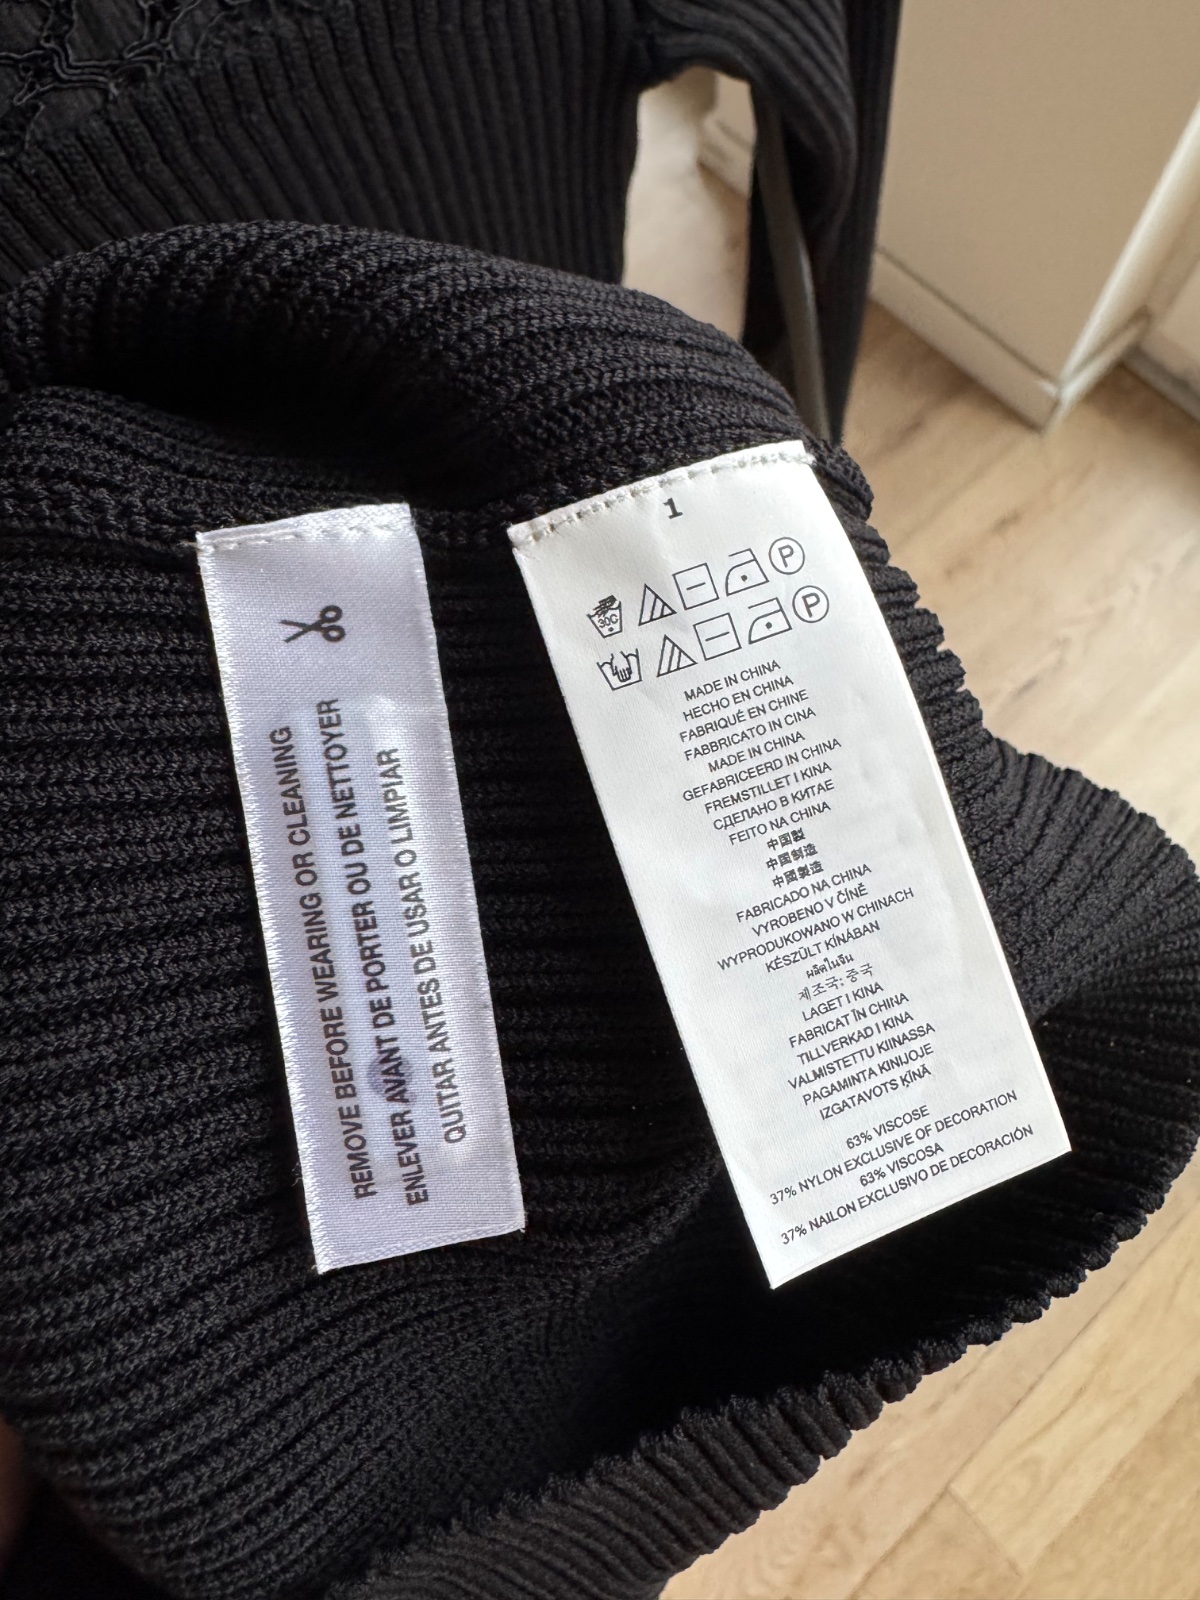 REMOVE BEFORE WEARING OR CLEANING
ENLEVER AVANT DE PORTER OU DE NETTOYER
QUITAR ANTES DE USAR O LIMPIAR
1
30C P
P
MADE IN CHINA
HECHO EN CHINA
FABRIQUÉ EN CHINE
FABBRICATO IN CINA
MADE IN CHINA
GEFABRICEERD IN CHINA
FREMSTILLET I KINA
СДЕЛАНО В КИТАЕ
FEITO NA CHINA
中国製
中国制造
中國製造
FABRICADO NA CHINA
VYROBENO V ČÍNĚ
WYPRODUKOWANO W CHINACH
KÉSZÜLT KÍNÁBAN
ผลิตในจีน
제조국: 중국
LAGET I KINA
FABRICAT ÎN CHINA
TILLVERKAD I KINA
VALMISTETTU KIINASSA
PAGAMINTA KINIJOJE
IZGATAVOTS ĶĪNĀ
63% VISCOSE
37% NYLON EXCLUSIVE OF DECORATION
63% VISCOSA
37% NAILON EXCLUSIVO DE DECORACIÓN